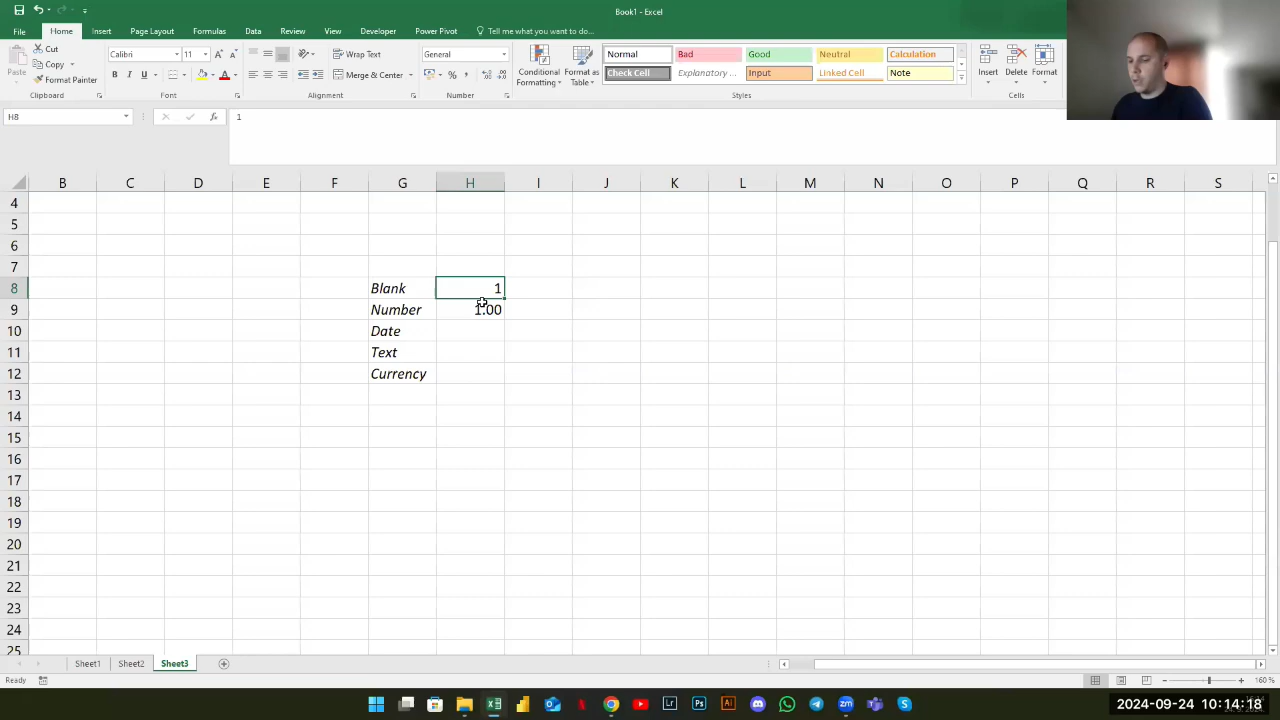 Book1 - Excel
File Home Insert Page Layout Formulas Data Review View Developer Power Pivot Tell me what you want to do...
Paste
Cut
Copy
Format Painter
Clipboard
Calibri 11
B I U
Font
Wrap Text
Merge & Center
Alignment
General
Number
Conditional Formatting
Format as Table
Normal Bad Good Neutral Calculation
Check Cell Explanatory ... Input Linked Cell Note
Styles
Insert Delete Format
Cells
H8 fx 1
B C D E F G H I J K L M N O P Q R S
4
5
6
7
8 Blank 1
9 Number 1.00
10 Date
11 Text
12 Currency
13
14
15
16
17
18
19
20
21
22
23
24
25
Sheet1 Sheet2 Sheet3
Ready 160 %
2024-09-24 10:14:18